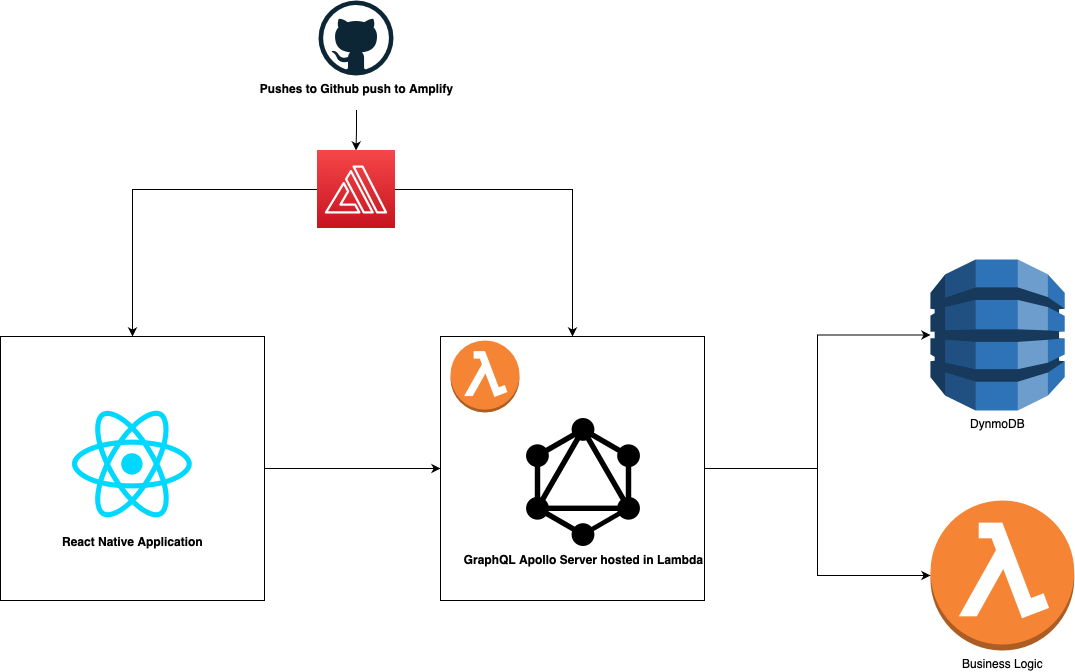 Pushes to Github push to Amplify
DynmoDB
React Native Application
GraphQL Apollo Server hosted in Lambda
Business Logic